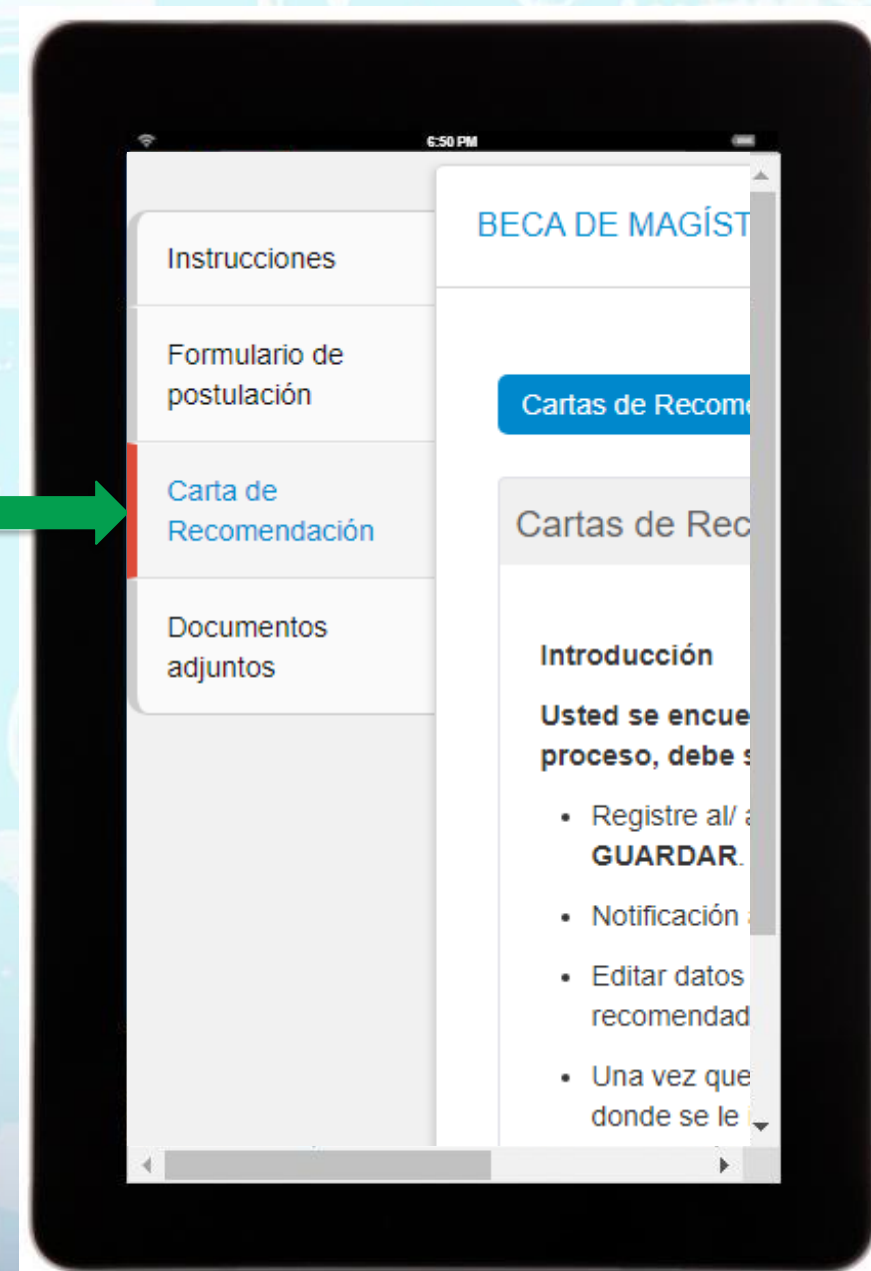 6:50 PM
Instrucciones
Formulario de
postulación
Carta de
Recomendación
Documentos
adjuntos
BECA DE MAGÍST
Cartas de Recome
Cartas de Rec
Introducción
Usted se encue
proceso, debe s
• Registre al/ a
GUARDAR.
• Notificación a
• Editar datos
recomendad
• Una vez que
donde se le